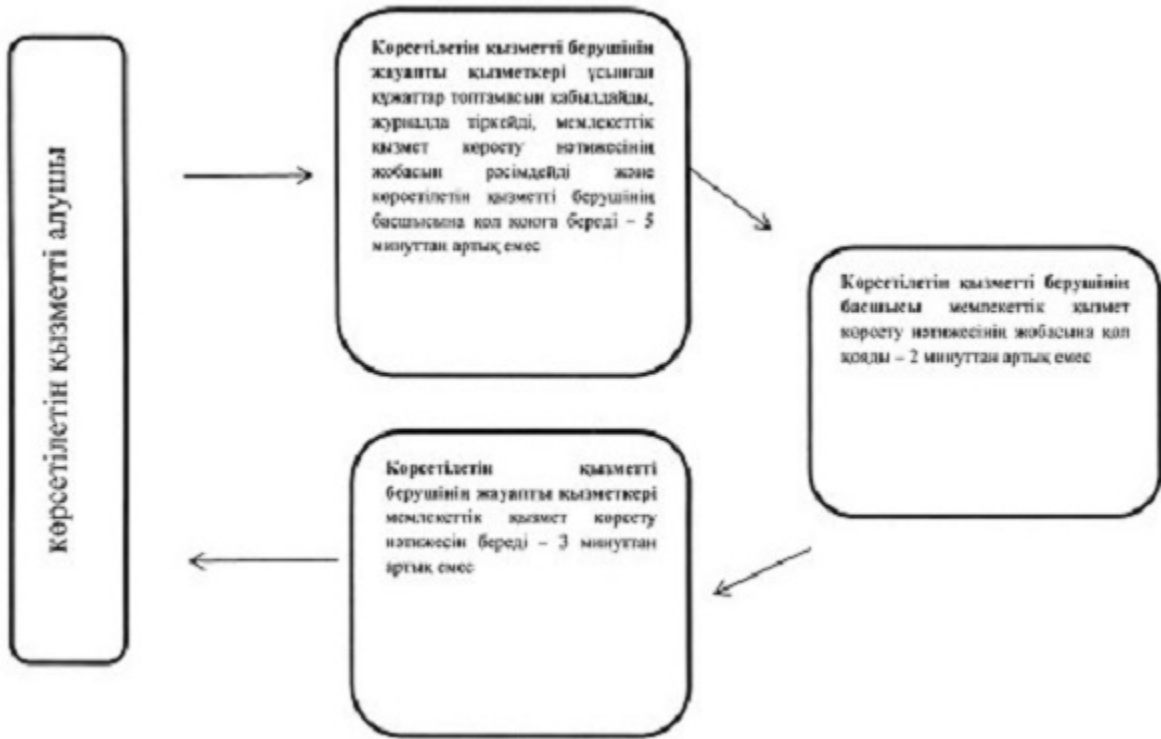 көрсетілетін қызметті алушы
Көрсетілетін қызметті берушінің
жауапты қызметкері ұсынған
құжаттар топтамасын қабылдайды,
журналда тіркейді, мемлекеттік
қызмет көрсету нәтижесінің
жобасын рәсімдейді және
көрсетілетін қызметті берушінің
басшысына қол қоюға береді – 5
минуттан артық емес
Көрсетілетін қызметті берушінің
басшысы мемлекеттік қызмет
көрсету нәтижесінің жобасына қол
қояды – 2 минуттан артық емес
Көрсетілетін қызметті
берушінің жауапты қызметкері
мемлекеттік қызмет көрсету
нәтижесін береді – 3 минуттан
артық емес